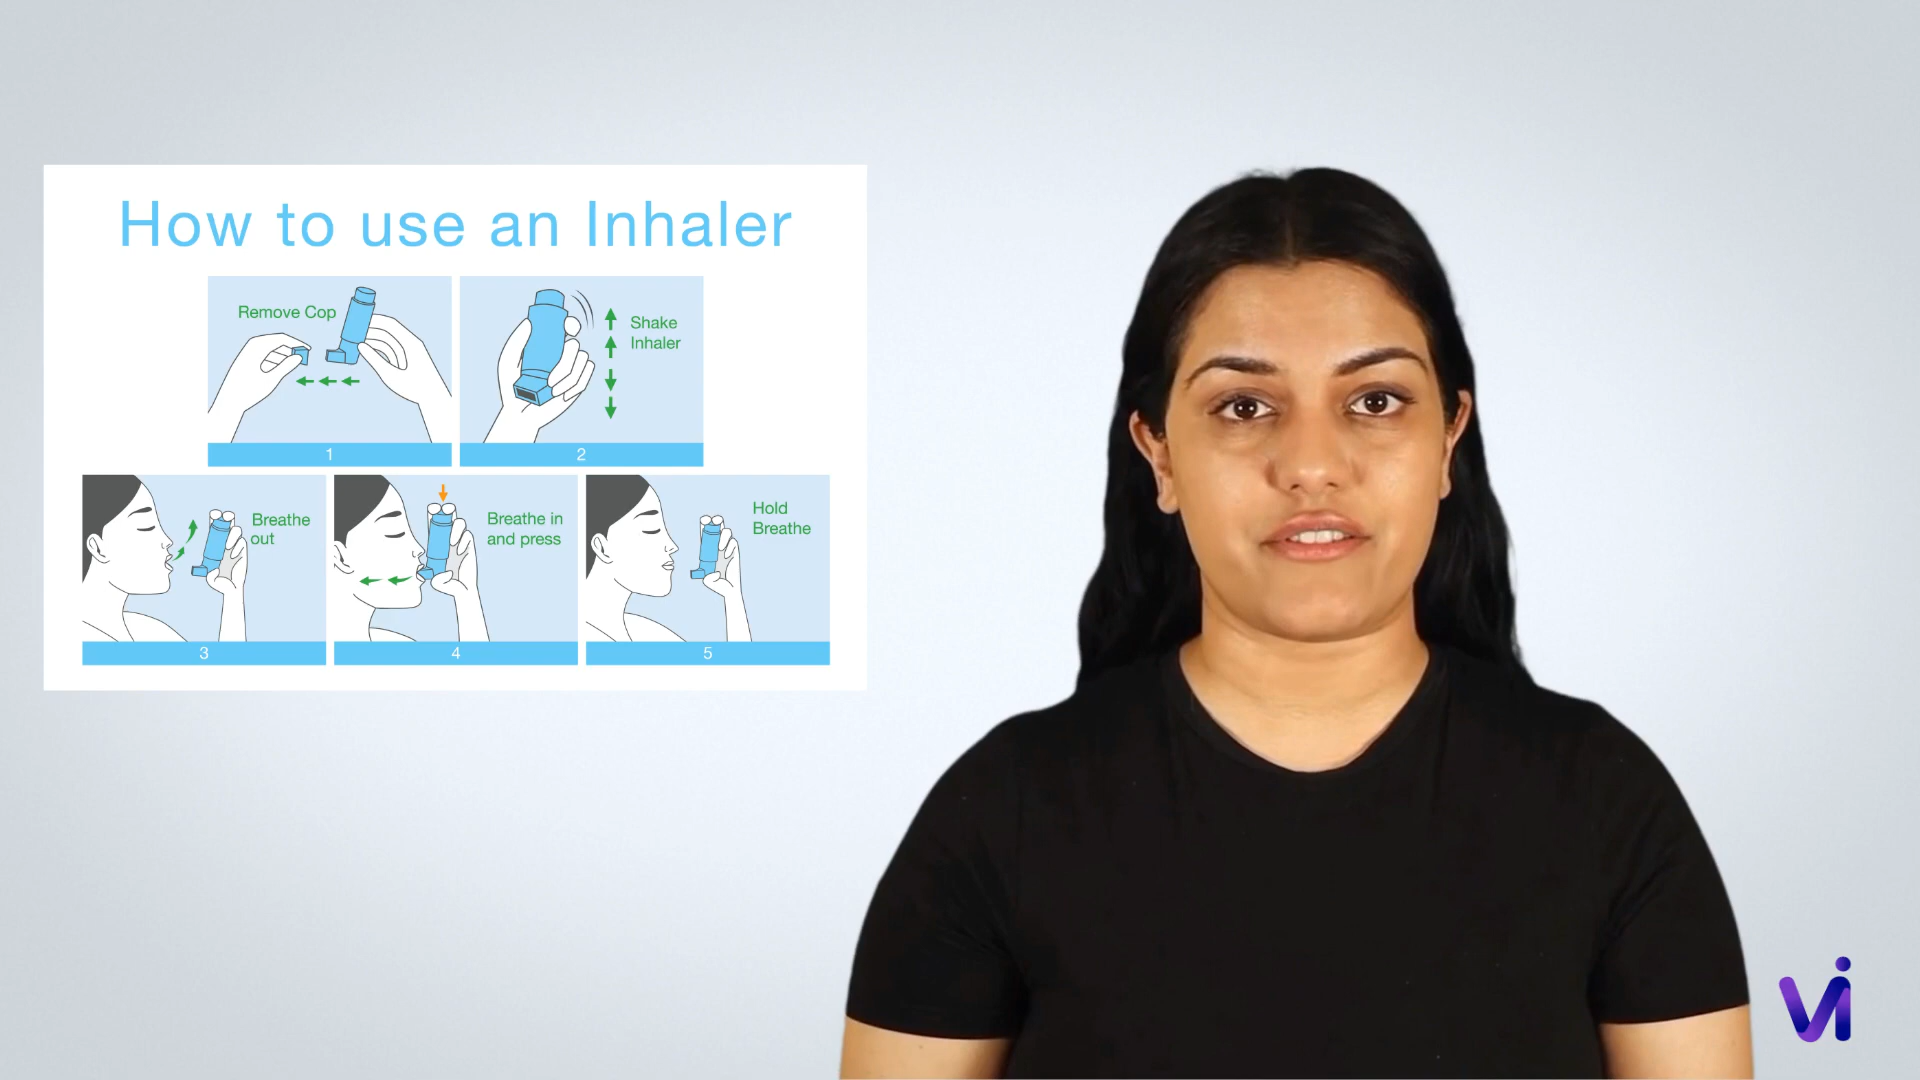 How to use an Inhaler
Remove Cop
Shake
Inhaler
1
2
Breathe
out
Breathe in
and press
Hold
Breathe
3
4
5
vi